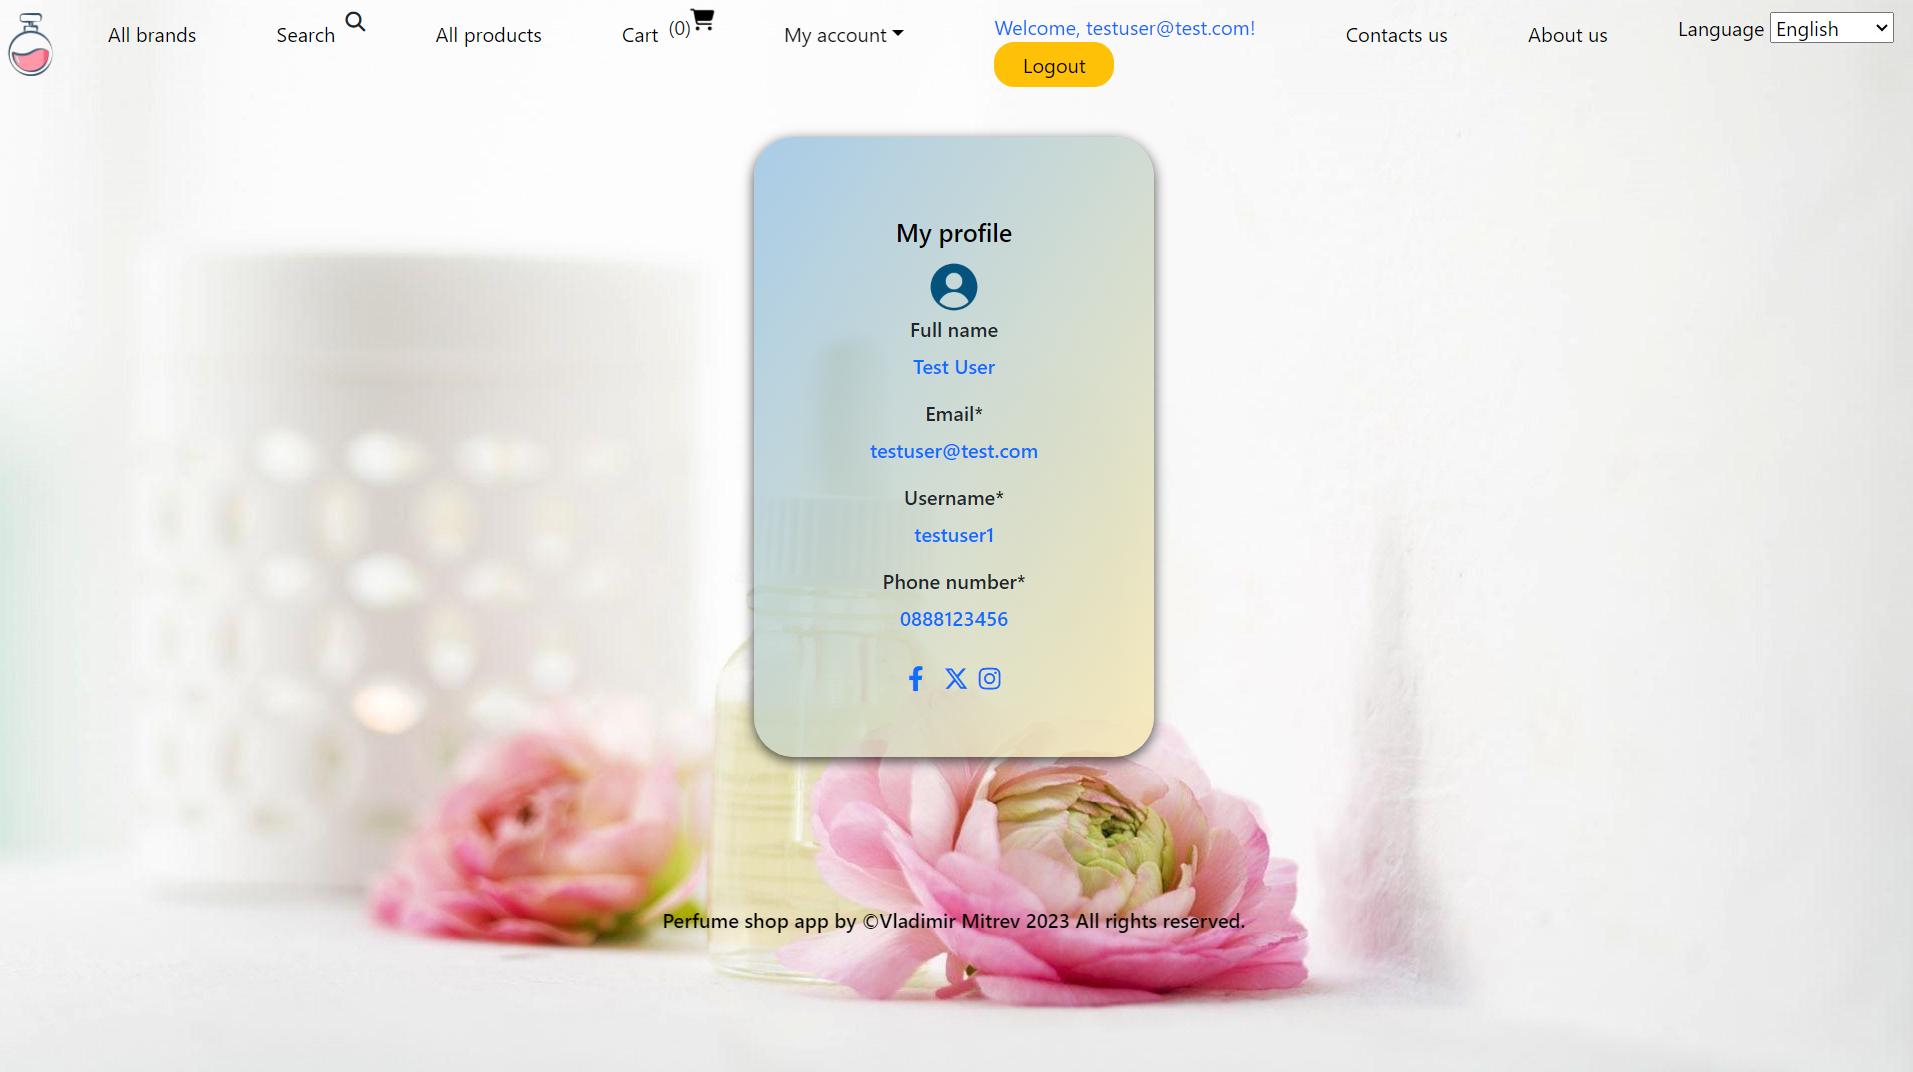 All brands
Search
All products
Cart (0)
My account
Welcome, testuser@test.com!
Logout
Contacts us
About us
Language English
My profile
Full name
Test User
Email*
testuser@test.com
Username*
testuser1
Phone number*
0888123456
Perfume shop app by ©Vladimir Mitrev 2023 All rights reserved.